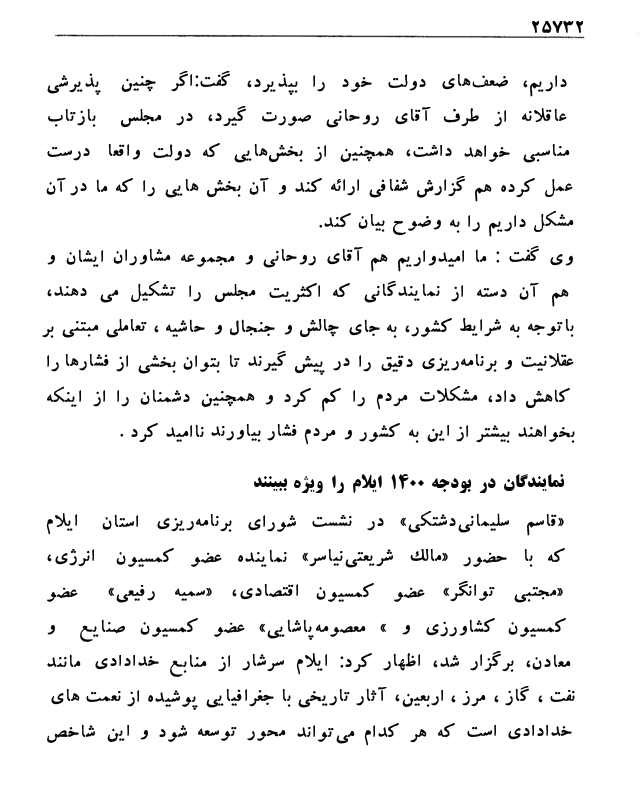 ۲۵۷۳۲
داریم، ضعف‌های دولت خود را بپذیرد، گفت:اگر چنین پذیرشی
عاقلانه از طرف آقای روحانی صورت گیرد، در مجلس بازتاب
مناسبی خواهد داشت، همچنین از بخش‌هایی که دولت واقعا درست
عمل کرده هم گزارش شفافی ارائه کند و آن بخش هایی را که ما در آن
مشکل داریم را به وضوح بیان کند.
وی گفت : ما امیدواریم هم آقای روحانی و مجموعه مشاوران ایشان و
هم آن دسته از نمایندگانی که اکثریت مجلس را تشکیل می دهند،
باتوجه به شرایط کشور، به جای چالش و جنجال و حاشیه ، تعاملی مبتنی بر
عقلانیت و برنامه‌ریزی دقیق را در پیش گیرند تا بتوان بخشی از فشارها را
کاهش داد، مشکلات مردم را کم کرد و همچنین دشمنان را از اینکه
بخواهند بیشتر از این به کشور و مردم فشار بیاورند ناامید کرد .
نمایندگان در بودجه ۱۴۰۰ ایلام را ویژه ببینند
«قاسم سلیمانی‌دشتکی» در نشست شورای برنامه‌ریزی استان ایلام
که با حضور «مالك شریعتی‌نیاسر» نماینده عضو کمسیون انرژی،
«مجتبی توانگر» عضو کمسیون اقتصادی، «سمیه رفیعی» عضو
کمسیون کشاورزی و » معصومه‌پاشایی» عضو کمسیون صنایع و
معادن، برگزار شد، اظهار کرد: ایلام سرشار از منابع خدادادی مانند
نفت ، گاز ، مرز ، اربعین، آثار تاریخی با جغرافیایی پوشیده از نعمت های
خدادادی است که هر کدام می‌تواند محور توسعه شود و این شاخص